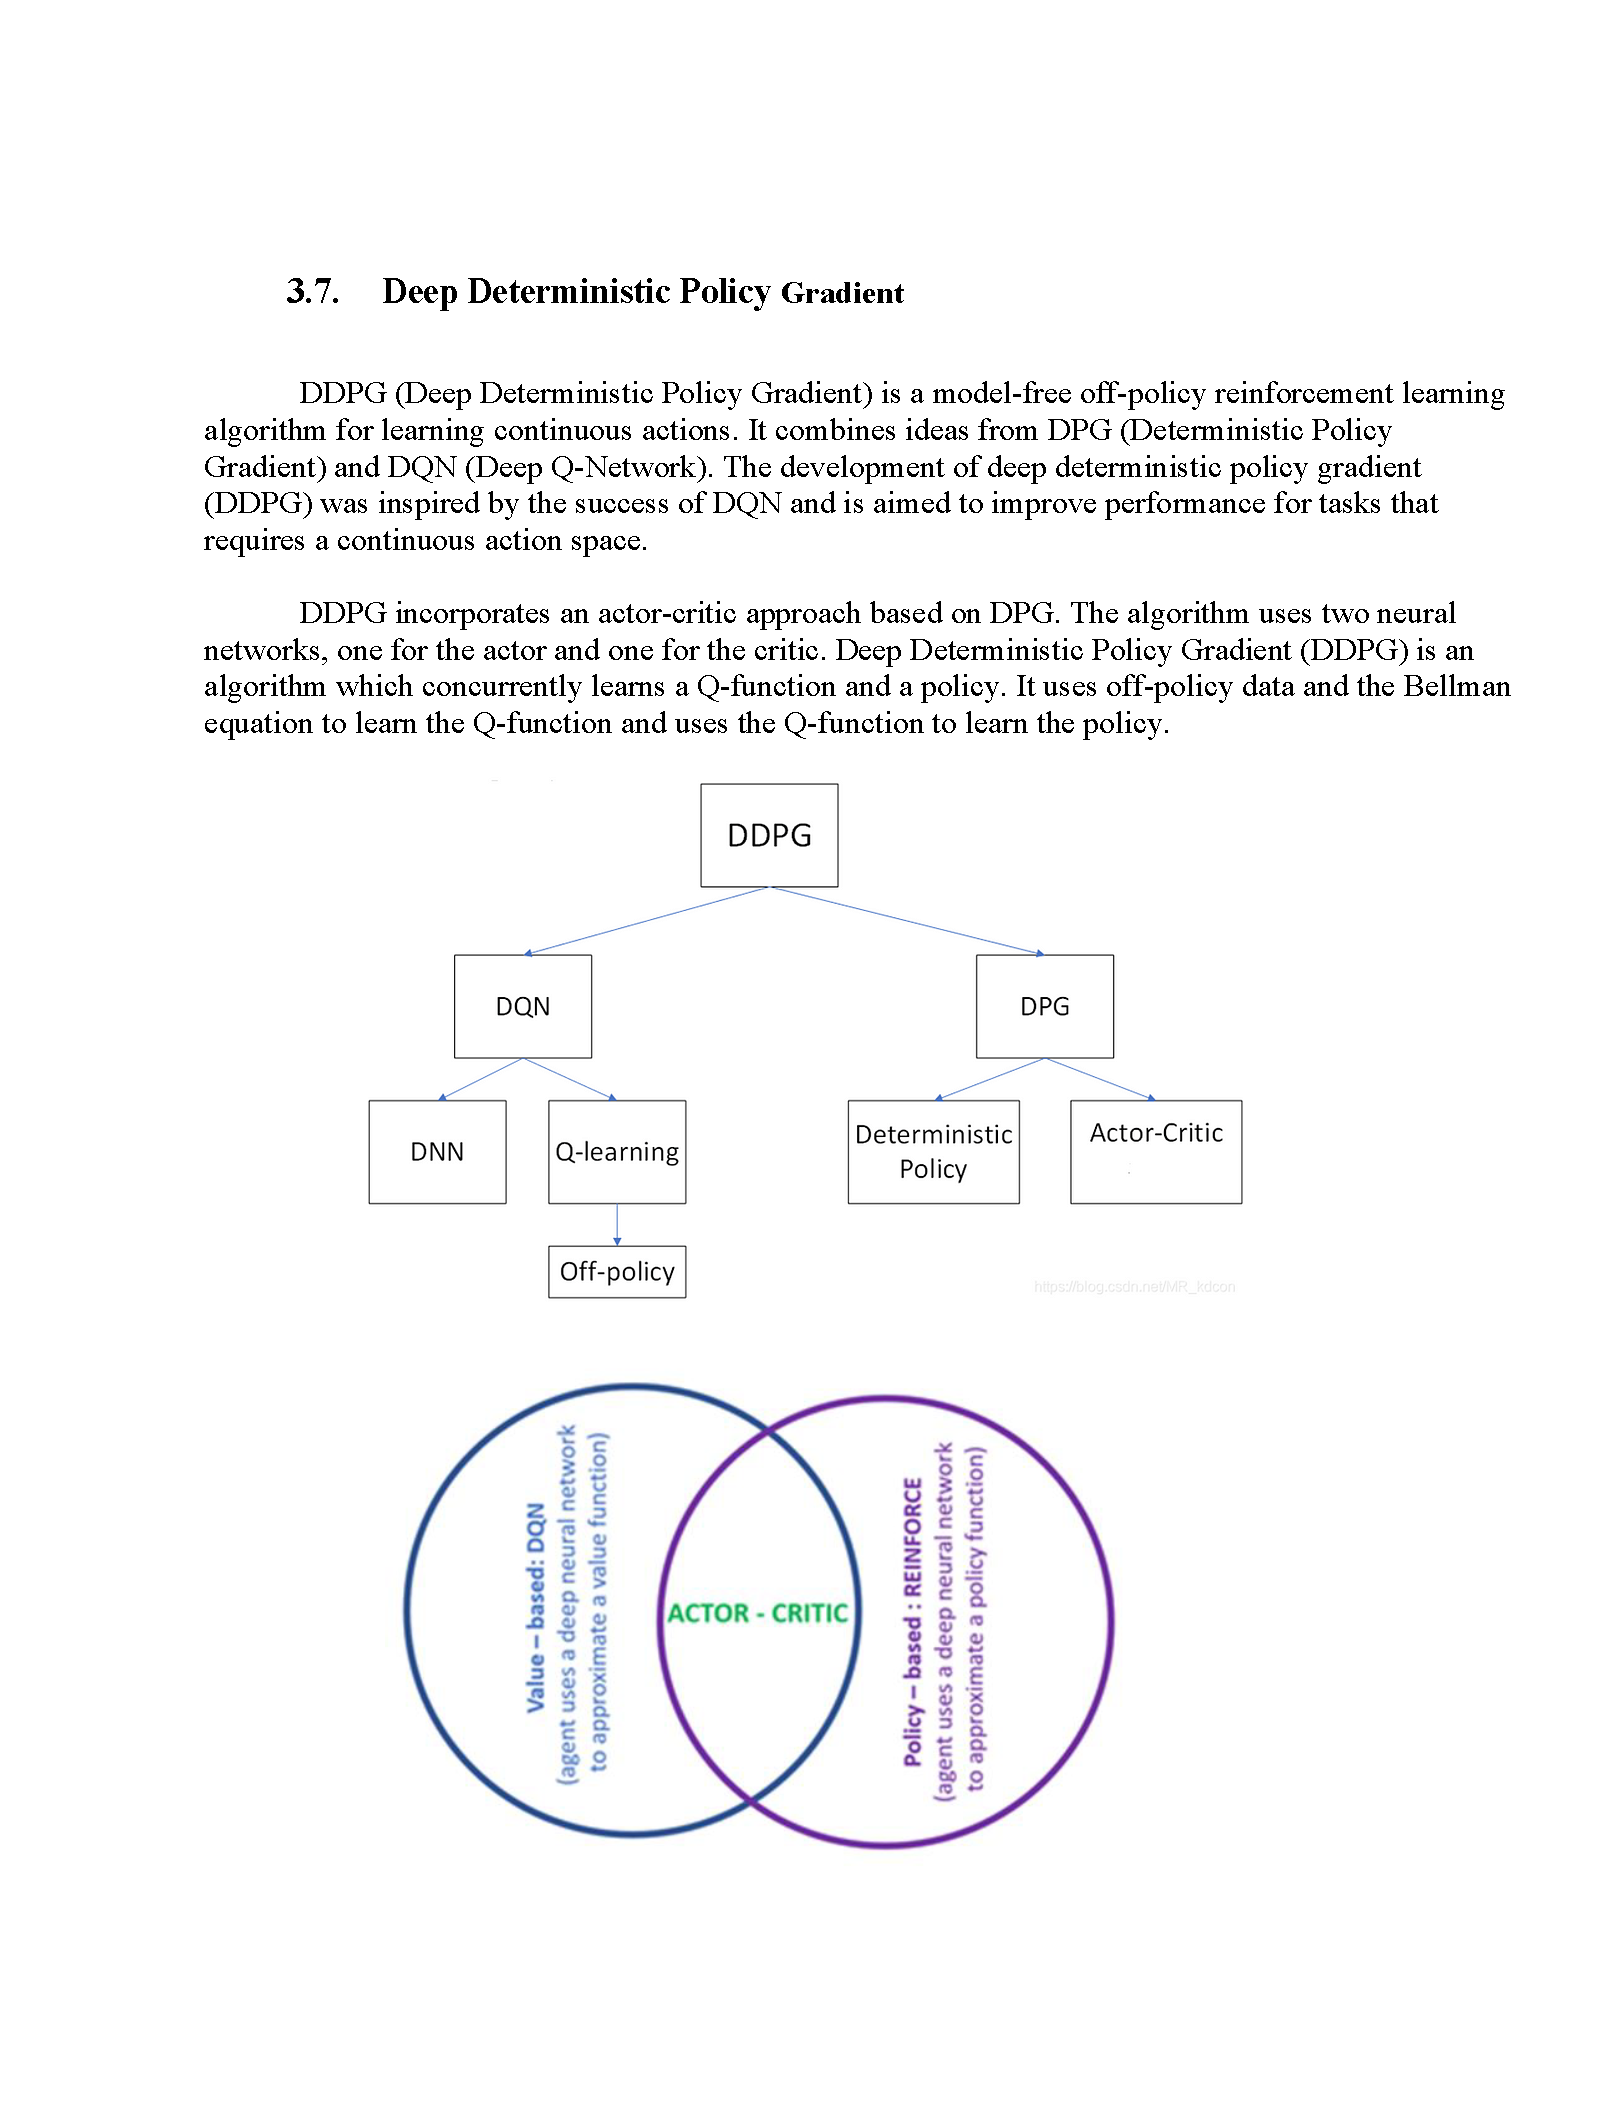 3.7. Deep Deterministic Policy Gradient
DDPG (Deep Deterministic Policy Gradient) is a model-free off-policy reinforcement learning
algorithm for learning continuous actions. It combines ideas from DPG (Deterministic Policy
Gradient) and DQN (Deep Q-Network). The development of deep deterministic policy gradient
(DDPG) was inspired by the success of DQN and is aimed to improve performance for tasks that
requires a continuous action space.
DDPG incorporates an actor-critic approach based on DPG. The algorithm uses two neural
networks, one for the actor and one for the critic. Deep Deterministic Policy Gradient (DDPG) is an
algorithm which concurrently learns a Q-function and a policy. It uses off-policy data and the Bellman
equation to learn the Q-function and uses the Q-function to learn the policy.
DDPG
DQN
DPG
DNN
Q-learning
Deterministic
Policy
Actor-Critic
Off-policy
https://blog.csdn.net/MR_kdcon
Value – based: DQN
(agent uses a deep neural network
to approximate a value function)
ACTOR - CRITIC
Policy – based : REINFORCE
(agent uses a deep neural network
to approximate a policy function)